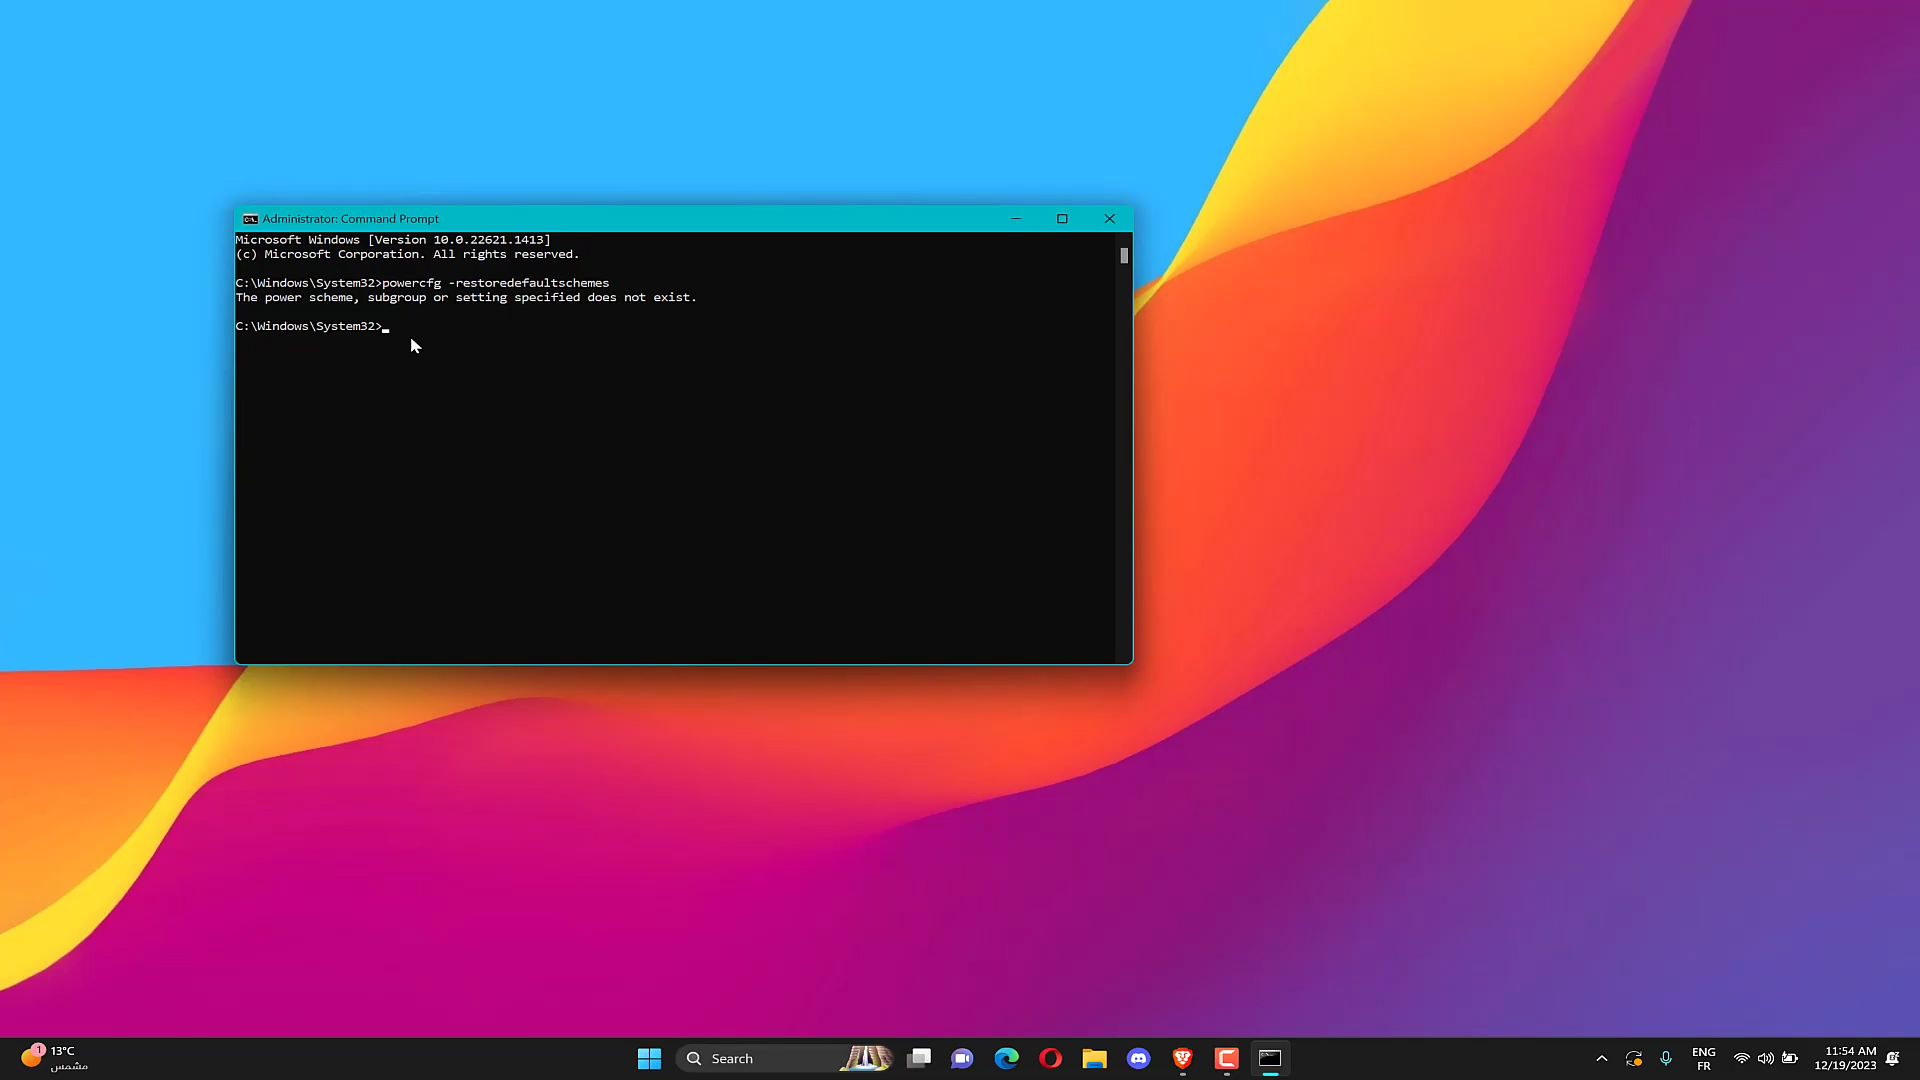 Administrator: Command Prompt
Microsoft Windows [Version 10.0.22621.1413]
(c) Microsoft Corporation. All rights reserved.
C:\Windows\System32>powercfg -restoredefaultschemes
The power scheme, subgroup or setting specified does not exist.
C:\Windows\System32>
1
13°C
مشمس
Search
ENG
FR
11:54 AM
12/19/2023